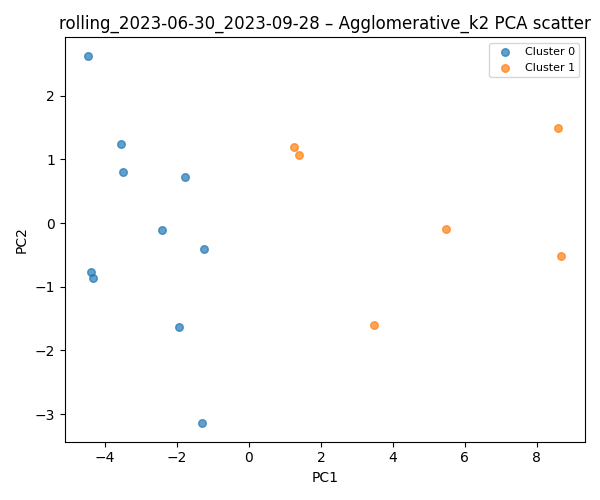 rolling_2023-06-30_2023-09-28 – Agglomerative_k2 PCA scatter
Cluster 0
Cluster 1
PC2
2
1
0
−1
−2
−3
−4
−2
0
2
4
6
8
PC1